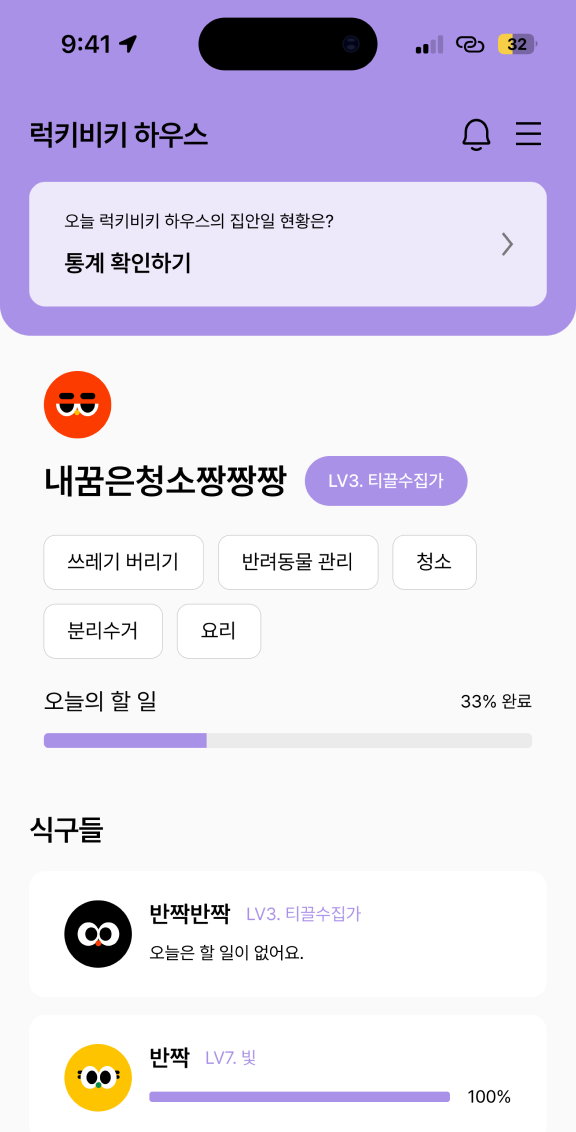 9:41
32
럭키비키 하우스
오늘 럭키비키 하우스의 집안일 현황은?
통계 확인하기
내꿈은청소짱짱짱 LV3. 티끌수집가
쓰레기 버리기 반려동물 관리 청소
분리수거 요리
오늘의 할 일 33% 완료
식구들
반짝반짝 LV3. 티끌수집가
오늘은 할 일이 없어요.
반짝 LV7. 빛
100%